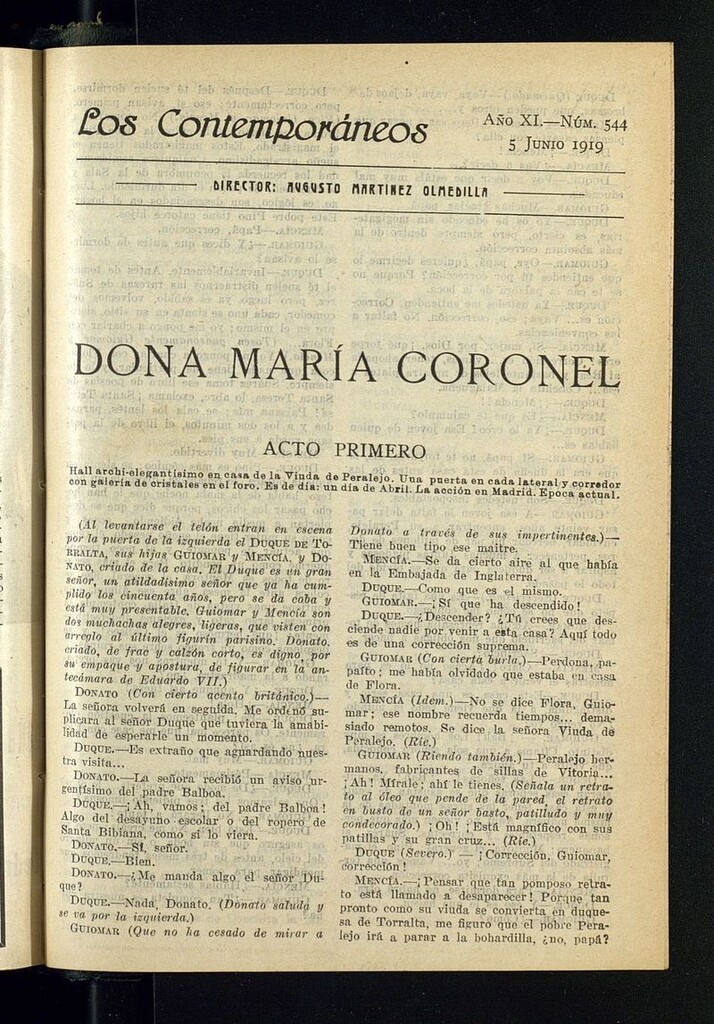 Los Contemporáneos
AÑO XI.—NÚM. 544
5 JUNIO 1919
DIRECTOR: AUGUSTO MARTINEZ OLMEDILLA
DONA MARÍA CORONEL
ACTO PRIMERO
Hall archi-elegantísimo en casa de la Viuda de Peralejo. Una puerta en cada lateral y corredor
con galería de cristales en el foro. Es de día: un día de Abril. La acción en Madrid. Epoca actual.
(Al levantarse el telón entran en escena
por la puerta de la izquierda el DUQUE DE TO-
RRALTA, sus hijas GUIOMAR y MENCÍA, y DO-
NATO, criado de la casa. El Duque es un gran
señor, un atildadísimo señor que ya ha cum-
plido los cincuenta años, pero se da coba y
está muy presentable. Guiomar y Mencía son
dos muchachas alegres, ligeras, que visten con
arreglo al último figurín parisino. Donato,
criado, de frac y calzón corto, es digno, por
su empaque y apostura, de figurar en la an-
tecámara de Eduardo VII.)
DONATO (Con cierto acento británico.)—
La señora volverá en seguida. Me ordenó su-
plicara al señor Duque que tuviera la amabi-
lidad de esperarle un momento.
DUQUE.—Es extraño que aguardando nues-
tra visita...
DONATO.—La señora recibió un aviso ur-
gentísimo del padre Balboa.
DUQUE.—¡Ah, vamos; del padre Balboa!
Algo del desayuno escolar o del ropero de
Santa Bibiana, como si lo viera.
DONATO.—Sí, señor.
DUQUE.—Bien.
DONATO.—¿Me manda algo el señor Du-
que?
DUQUE.—Nada, Donato. (Donato saluda y
se va por la izquierda.)
GUIOMAR (Que no ha cesado de mirar a
Donato a través de sus impertinentes.)—
Tiene buen tipo ese maitre.
MENCÍA.—Se da cierto aire al que había
en la Embajada de Inglaterra.
DUQUE.—Como que es el mismo.
GUIOMAR.—¡Sí que ha descendido!
DUQUE.—¿Descender? ¿Tú crees que des-
ciende nadie por venir a esta casa? Aquí todo
es de una corrección suprema.
GUIOMAR (Con cierta burla.)—Perdona, pa-
paíto; me había olvidado que estaba en casa
de Flora.
MENCÍA (Idem.)—No se dice Flora, Guio-
mar; ese nombre recuerda tiempos... dema-
siado remotos. Se dice la señora Viuda de
Peralejo. (Ríe.)
GUIOMAR (Riendo también.)—Peralejo her-
manos, fabricantes de sillas de Vitoria...
¡Ah! Mírale; ahí le tienes. (Señala un retra-
to al óleo que pende de la pared, el retrato
en busto de un señor basto, patilludo y muy
condecorado.) ¡Oh! ¡Está magnífico con sus
patillas y su gran cruz... (Ríe.)
DUQUE (Severo.) — ¡Corrección, Guiomar,
corrección!
MENCÍA.—¡Pensar que tan pomposo retra-
to está llamado a desaparecer! Porque tan
pronto como su viuda se convierta en duque-
sa de Torralta, me figuro que el pobre Pera-
lejo irá a parar a la bohardilla, ¿no, papá?